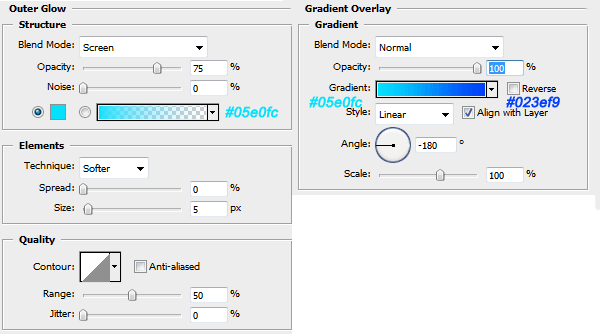 Outer Glow
Structure
Blend Mode: Screen
Opacity: 75 %
Noise: 0 %
#05e0fc
Elements
Technique: Softer
Spread: 0 %
Size: 5 px
Quality
Contour: Anti-aliased
Range: 50 %
Jitter: 0 %
Gradient Overlay
Gradient
Blend Mode: Normal
Opacity: 100 %
Gradient: Reverse
#05e0fc #023ef9
Style: Linear Align with Layer
Angle: -180 °
Scale: 100 %